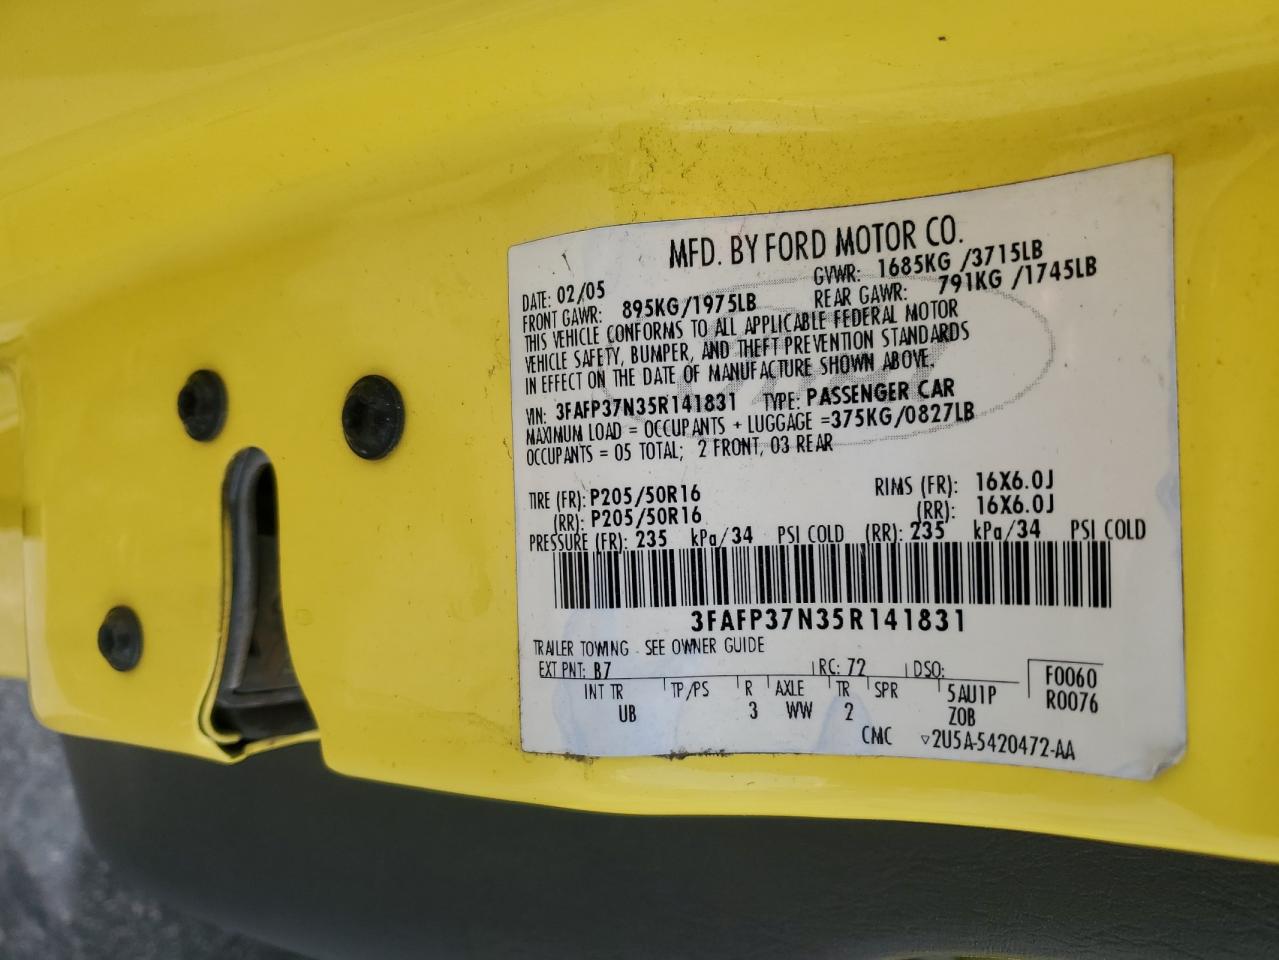 MFD. BY FORD MOTOR CO.
DATE: 02/05 GVWR: 1685KG /3715LB
FRONT GAWR: 895KG/1975LB REAR GAWR: 791KG /1745LB
THIS VEHICLE CONFORMS TO ALL APPLICABLE FEDERAL MOTOR
VEHICLE SAFETY, BUMPER, AND THEFT PREVENTION STANDARDS
IN EFFECT ON THE DATE OF MANUFACTURE SHOWN ABOVE.
VIN: 3FAFP37N35R141831 TYPE: PASSENGER CAR
MAXIMUM LOAD = OCCUPANTS + LUGGAGE =375KG/0827LB
OCCUPANTS = 05 TOTAL; 2 FRONT, 03 REAR
TIRE (FR): P205/50R16 RIMS (FR): 16X6.0J
(RR): P205/50R16 (RR): 16X6.0J
PRESSURE (FR): 235 kPa/34 PSI COLD (RR): 235 kPa/34 PSI COLD
3FAFP37N35R141831
TRAILER TOWING - SEE OWNER GUIDE
EXT PNT: B7 RC: 72 DSO: F0060
INT TR TP/PS R AXLE TR SPR 5AU1P R0076
UB 3 WW 2 ZOB
CMC ▽2U5A-5420472-AA